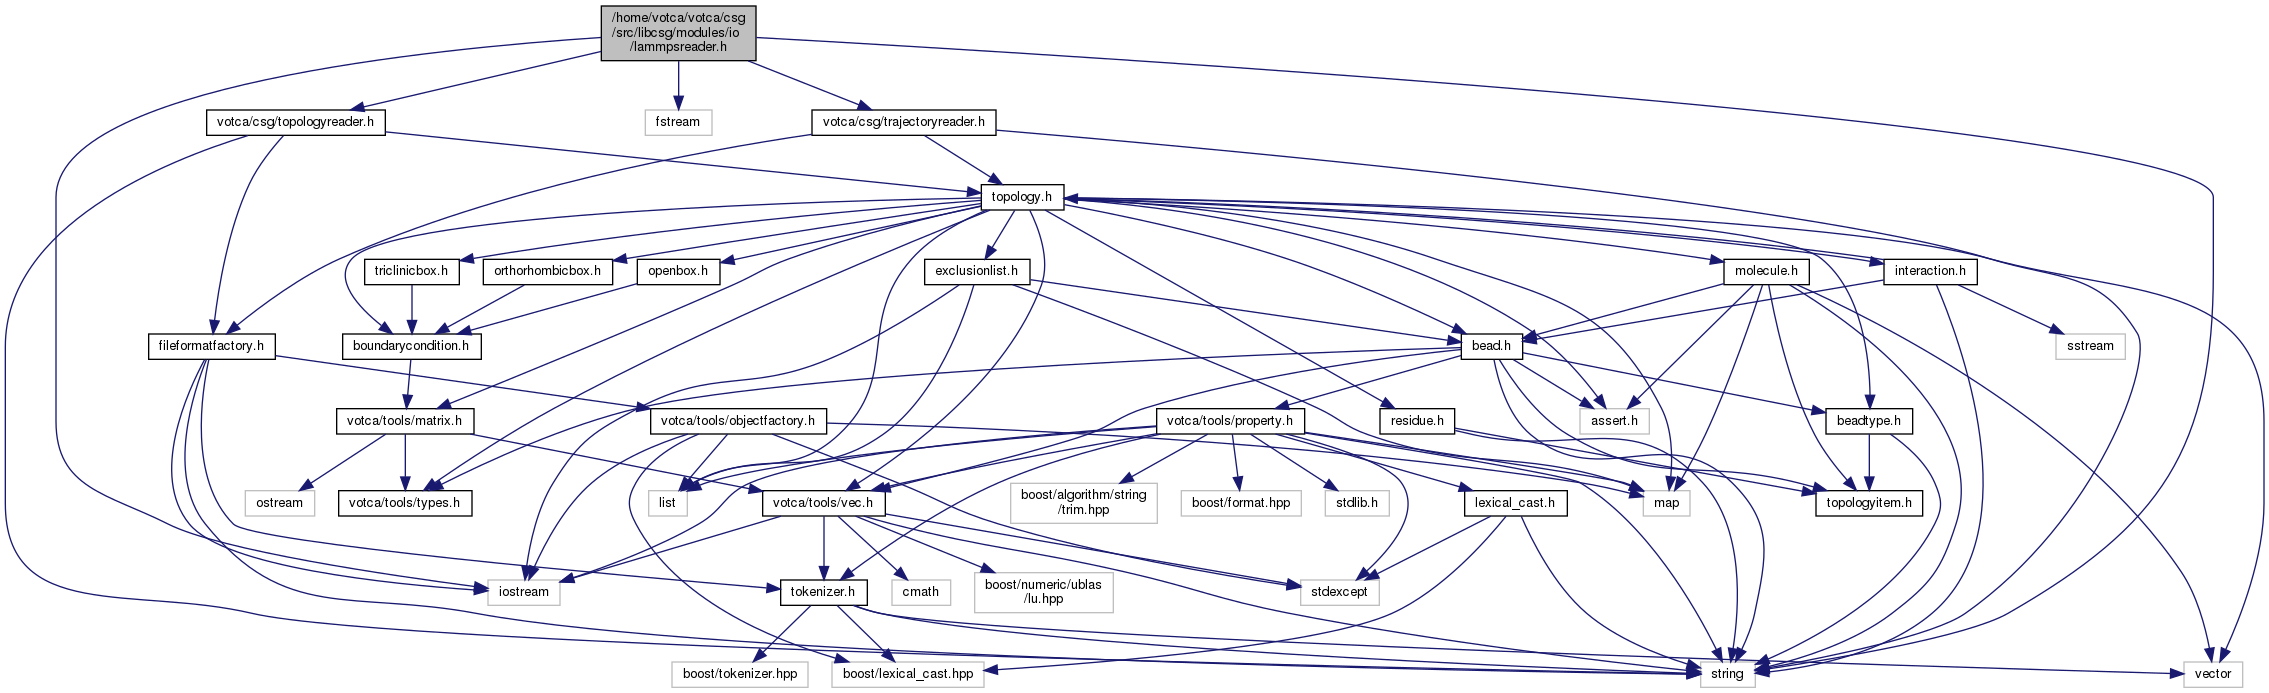 /home/votca/votca/csg
/src/libcsg/modules/io
/lammpsreader.h
votca/csg/topologyreader.h
fstream
votca/csg/trajectoryreader.h
topology.h
triclinicbox.h
orthorhombicbox.h
openbox.h
exclusionlist.h
molecule.h
interaction.h
fileformatfactory.h
boundarycondition.h
bead.h
sstream
votca/tools/matrix.h
votca/tools/objectfactory.h
votca/tools/property.h
residue.h
assert.h
beadtype.h
ostream
votca/tools/types.h
list
votca/tools/vec.h
boost/algorithm/string
/trim.hpp
boost/format.hpp
stdlib.h
lexical_cast.h
map
topologyitem.h
iostream
tokenizer.h
cmath
boost/numeric/ublas
/lu.hpp
stdexcept
boost/tokenizer.hpp
boost/lexical_cast.hpp
string
vector